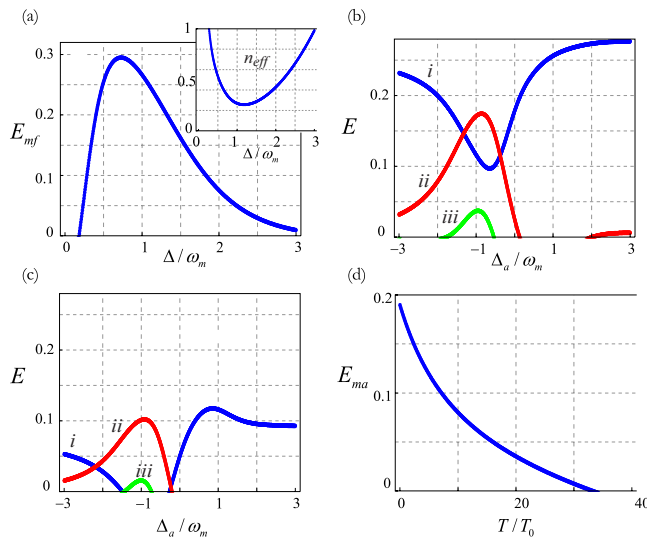 (a)
0.3
0.2
0.1
0
E_mf
0 1 2 3
Δ / ω_m
1
0.5
0
n_eff
0 1 2 3
Δ / ω_m
(b)
0.2
0.1
0
E
i
ii
iii
−3 −1 1 3
Δ_a / ω_m
(c)
0.2
0.1
0
E
i
ii
iii
−3 −1 1 3
Δ_a / ω_m
(d)
0.2
0.1
0
E_ma
0 20 40
T / T_0